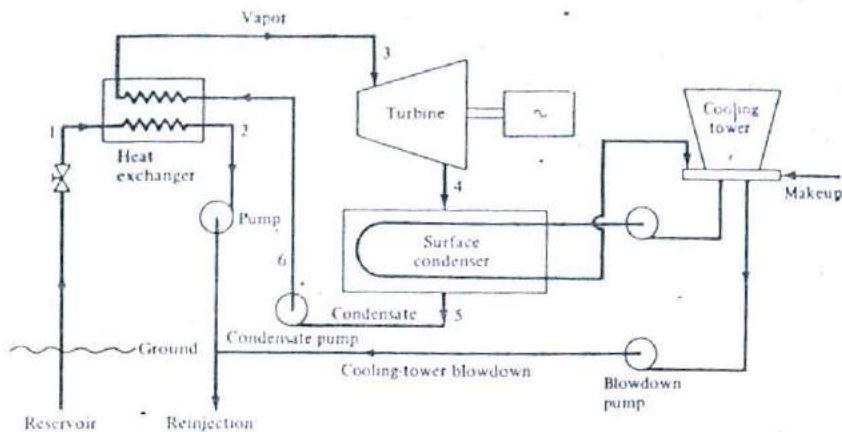 Vapor
3
Turbine
~
Cooling
tower
1
2
Heat
exchanger
4
Makeup
Pump
Surface
condenser
6
Condensate
5
Ground
Condensate pump
Cooling-tower blowdown
Blowdown
pump
Reservoir
Reinjection